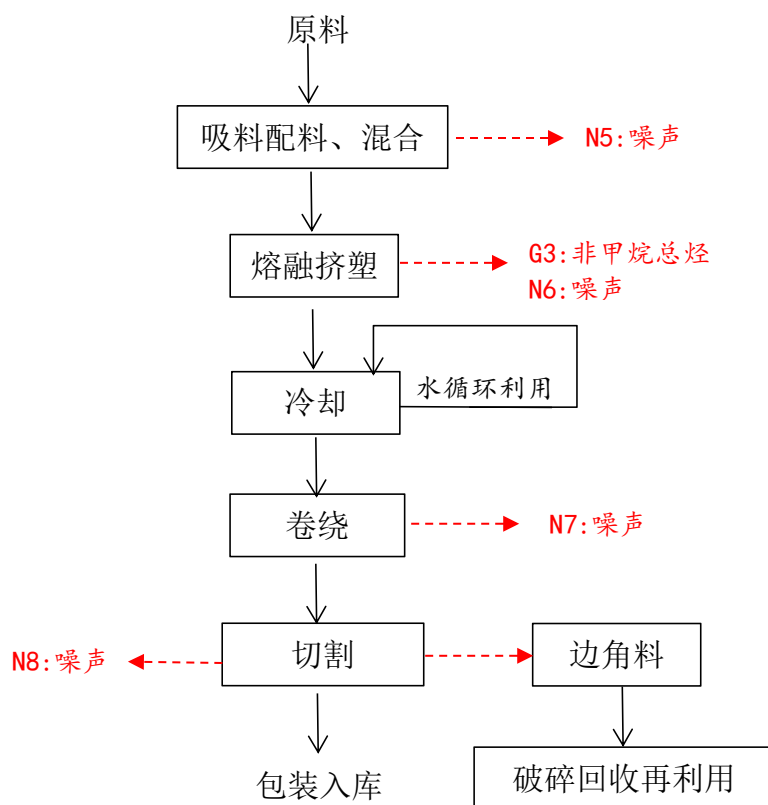 原料
吸料配料、混合
N5:噪声
熔融挤塑
G3:非甲烷总烃
N6:噪声
冷却
水循环利用
卷绕
N7:噪声
N8:噪声
切割
边角料
包装入库
破碎回收再利用